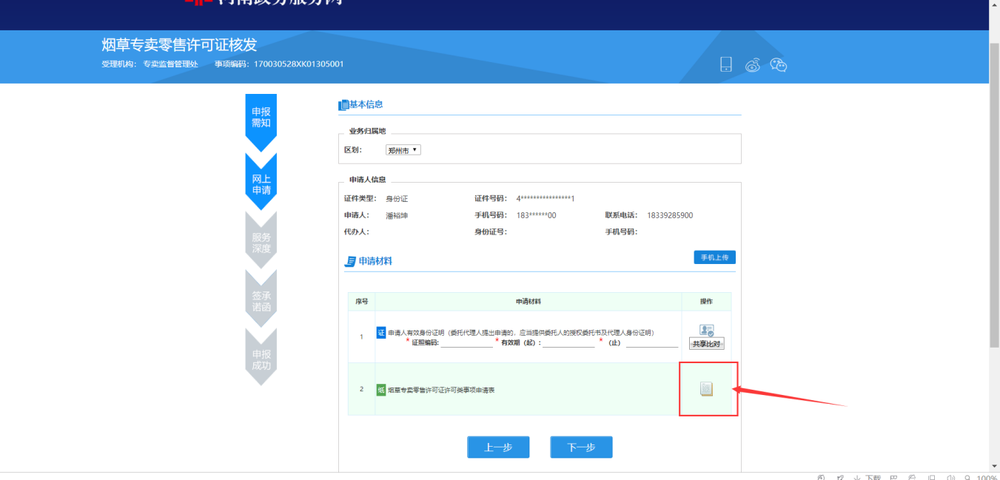 河南政务服务网
烟草专卖零售许可证核发
受理机构: 专卖监督管理处 事项编码: 170030528XK01305001
申报
需知
网上
申请
服务
深度
签承
诺函
申报
成功
基本信息
业务归属地
区划: 郑州市
申请人信息
证件类型: 身份证 证件号码: 4***************1
申请人: 潘裕坤 手机号码: 183******00 联系电话: 18339285900
代办人: 身份证号: 手机号码:
申请材料 手机上传
序号 申请材料 操作
1 证 申请人有效身份证明（委托代理人提出申请的，应当提供委托人的授权委托书及代理人身份证明）
* 证照编码: * 有效期（起）: * （止） 共享比对
2 纸 烟草专卖零售许可证许可类事项申请表
上一步 下一步
下载 100%